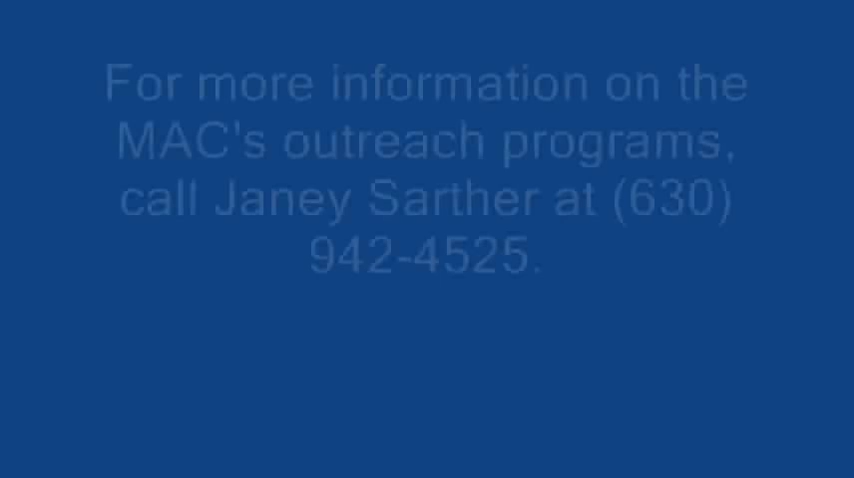 For more information on the
MAC's outreach programs,
call Janey Sarther at (630)
942-4525.